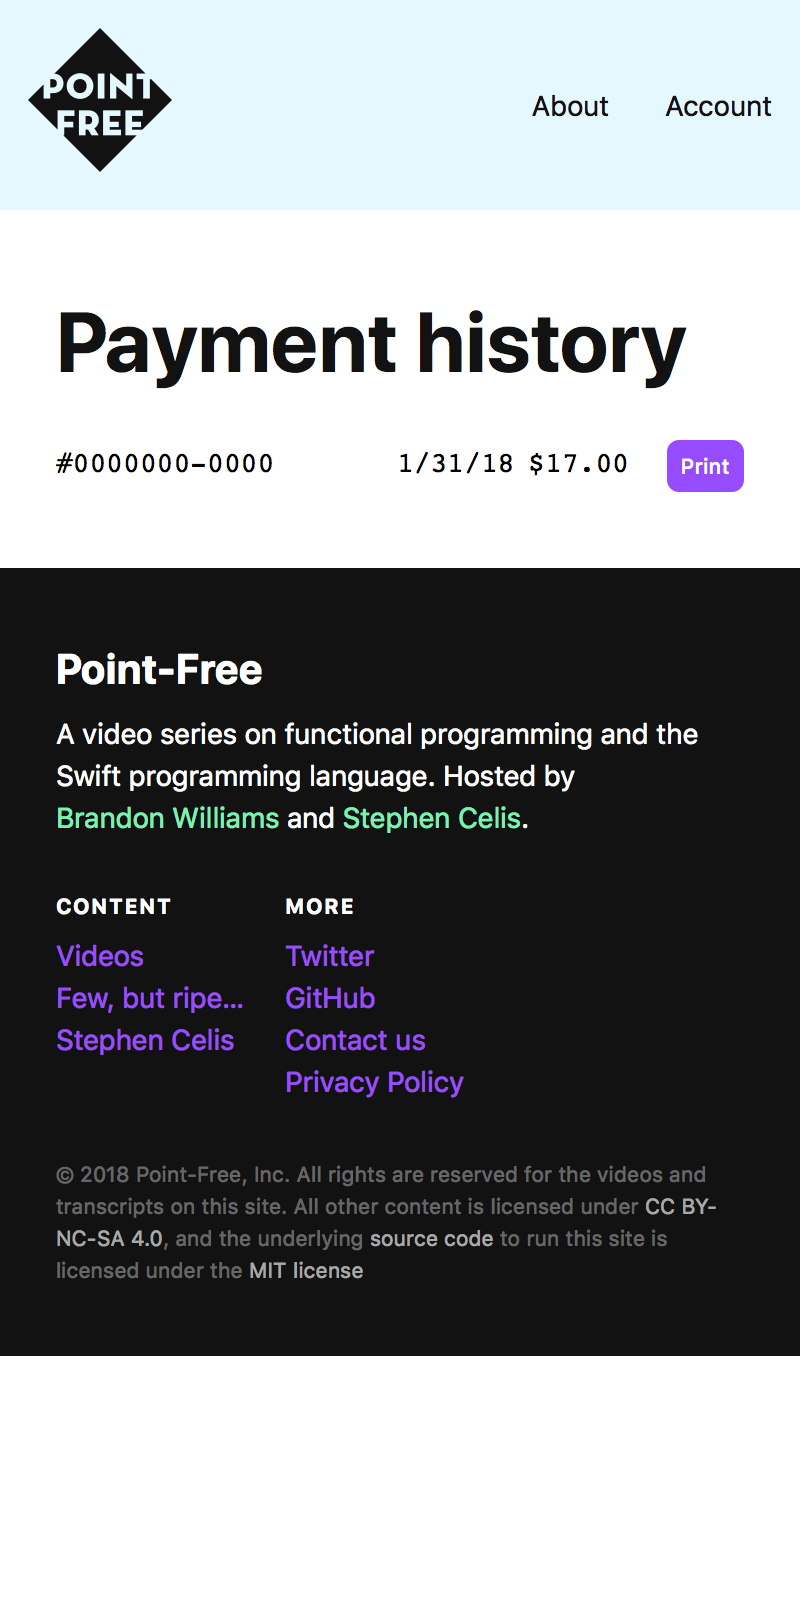 POINT
FREE
About Account
Payment history
#0000000-0000 1/31/18 $17.00 Print
Point-Free
A video series on functional programming and the
Swift programming language. Hosted by
Brandon Williams and Stephen Celis.
CONTENT MORE
Videos Twitter
Few, but ripe... GitHub
Stephen Celis Contact us
Privacy Policy
© 2018 Point-Free, Inc. All rights are reserved for the videos and
transcripts on this site. All other content is licensed under CC BY-
NC-SA 4.0, and the underlying source code to run this site is
licensed under the MIT license